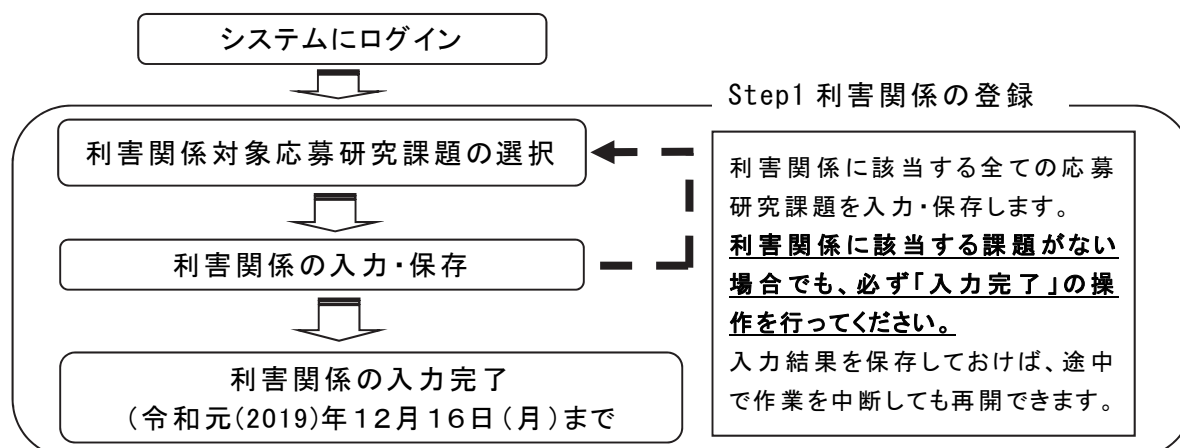 システムにログイン
Step1 利害関係の登録
利害関係対象応募研究課題の選択
利害関係の入力・保存
利害関係の入力完了
(令和元(2019)年12月16日(月)まで
利害関係に該当する全ての応募
研究課題を入力・保存します。
利害関係に該当する課題がない
場合でも、必ず「入力完了」の操
作を行ってください。
入力結果を保存しておけば、途中
で作業を中断しても再開できます。